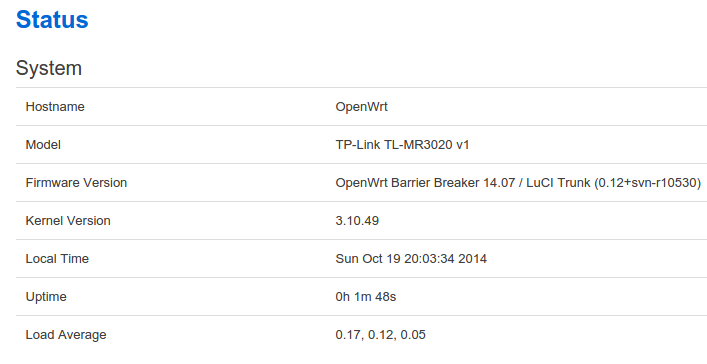 Status
System
Hostname OpenWrt
Model TP-Link TL-MR3020 v1
Firmware Version OpenWrt Barrier Breaker 14.07 / LuCI Trunk (0.12+svn-r10530)
Kernel Version 3.10.49
Local Time Sun Oct 19 20:03:34 2014
Uptime 0h 1m 48s
Load Average 0.17, 0.12, 0.05